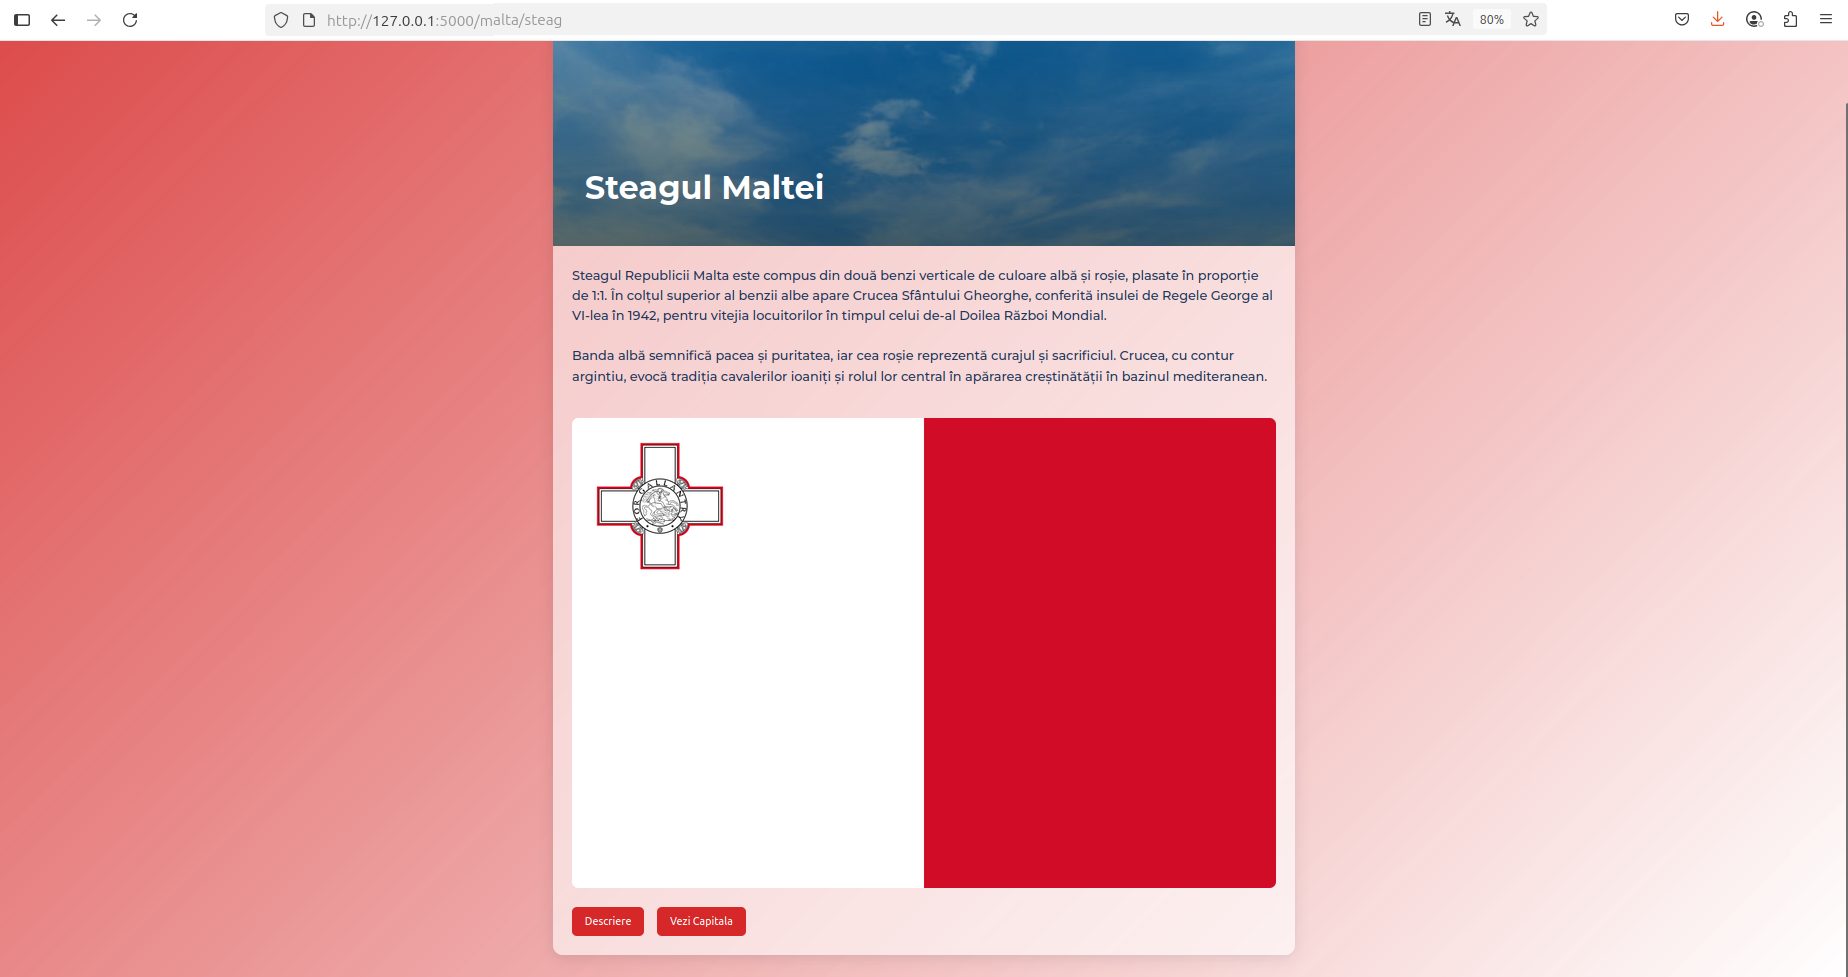 http://127.0.0.1:5000/malta/steag
80%
Steagul Maltei
Steagul Republicii Malta este compus din două benzi verticale de culoare albă și roșie, plasate în proporție
de 1:1. În colțul superior al benzii albe apare Crucea Sfântului Gheorghe, conferită insulei de Regele George al
VI-lea în 1942, pentru vitejia locuitorilor în timpul celui de-al Doilea Război Mondial.
Banda albă semnifică pacea și puritatea, iar cea roșie reprezentă curajul și sacrificiul. Crucea, cu contur
argintiu, evocă tradiția cavalerilor ioaniți și rolul lor central în apărarea creștinătății în bazinul mediteranean.
FOR GALLANTRY
Descriere
Vezi Capitala